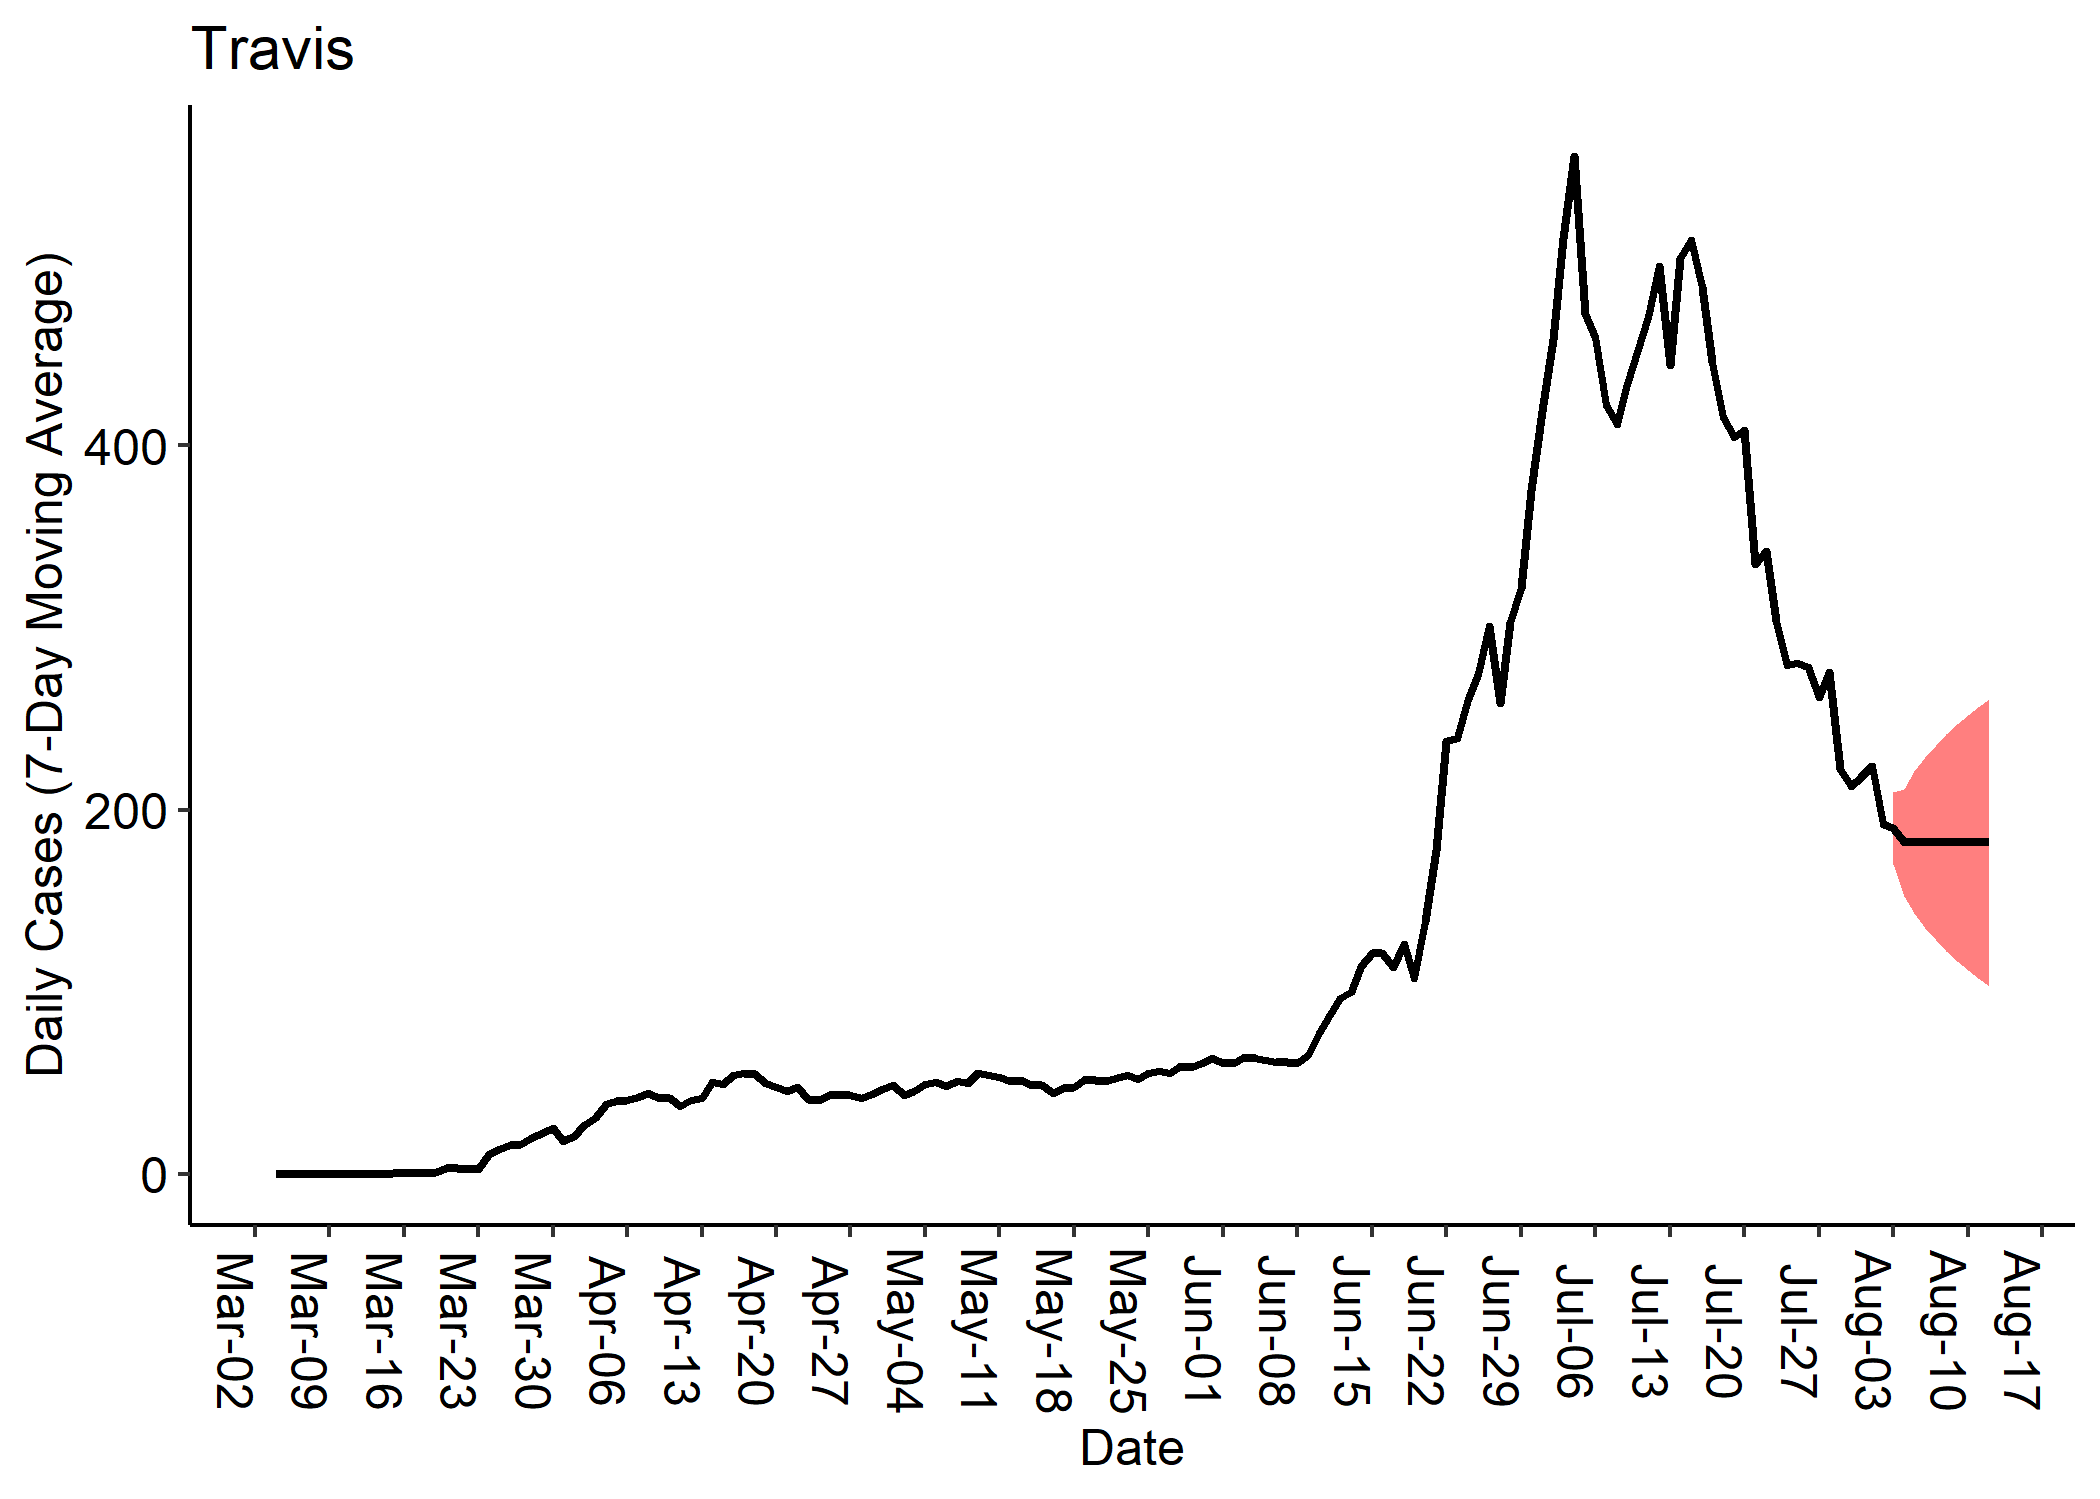 Travis
Daily Cases (7-Day Moving Average)
400
200
0
Mar-02
Mar-09
Mar-16
Mar-23
Mar-30
Apr-06
Apr-13
Apr-20
Apr-27
May-04
May-11
May-18
May-25
Jun-01
Jun-08
Jun-15
Jun-22
Jun-29
Jul-06
Jul-13
Jul-20
Jul-27
Aug-03
Aug-10
Aug-17
Date